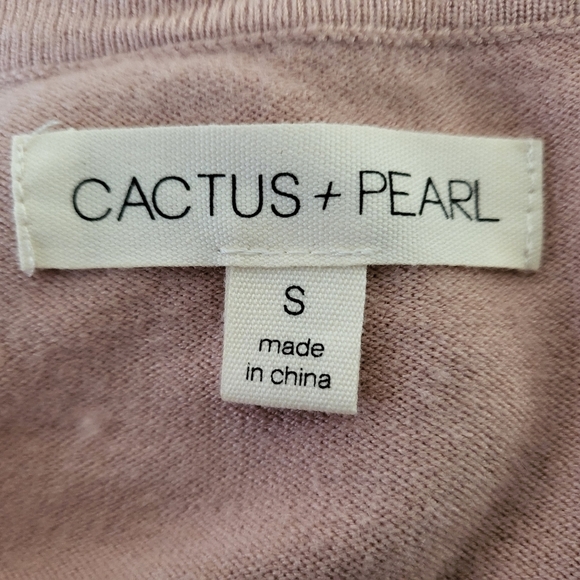 CACTUS + PEARL
S
made
in china